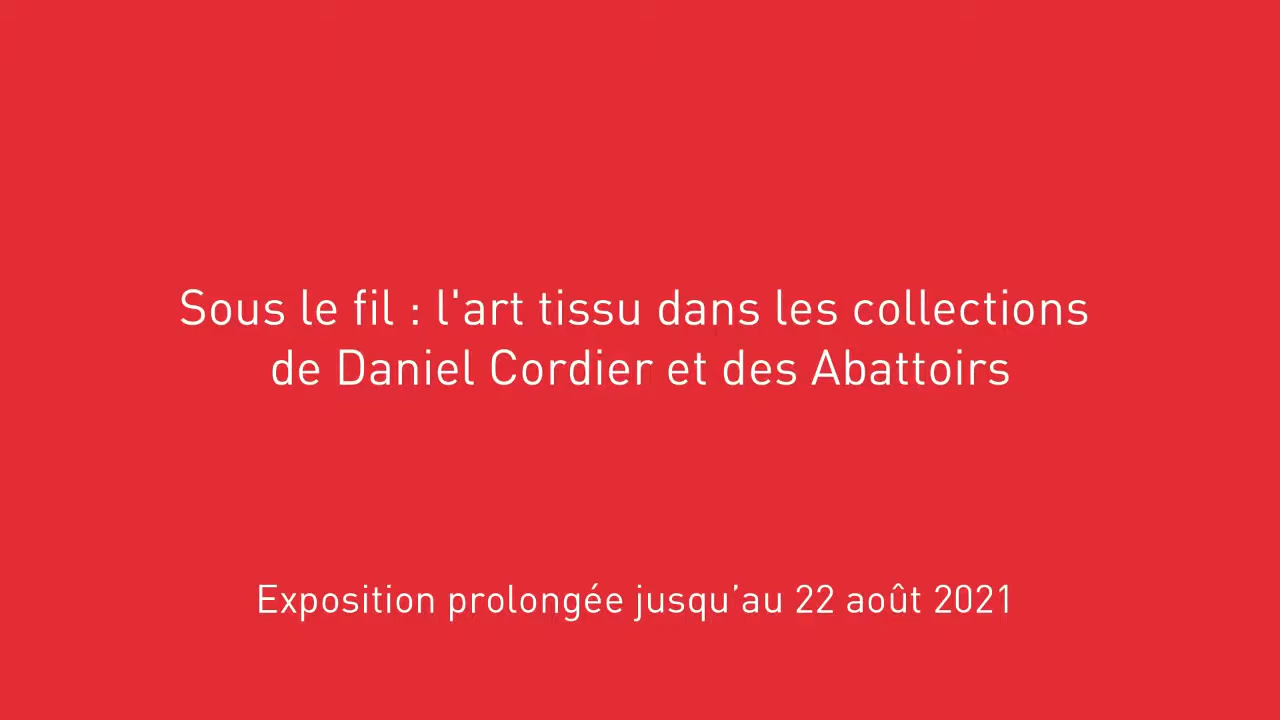 Sous le fil : l'art tissu dans les collections
de Daniel Cordier et des Abattoirs
Exposition prolongée jusqu’au 22 août 2021